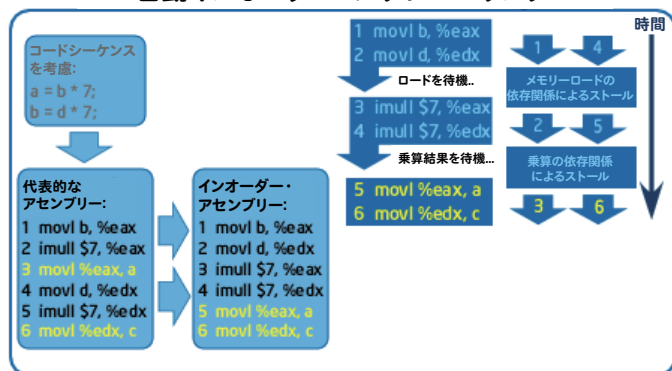 コードシーケンス
を考慮:
a = b * 7;
b = d * 7;
代表的な
アセンブリー:
1 movl b, %eax
2 imull $7, %eax
3 movl %eax, a
4 movl d, %edx
5 imull $7, %edx
6 movl %edx, c
インオーダー・
アセンブリー:
1 movl b, %eax
2 movl d, %edx
3 imull $7, %eax
4 imull $7, %edx
5 movl %eax, a
6 movl %edx, c
1 movl b, %eax
2 movl d, %edx
ロードを待機..
3 imull $7, %eax
4 imull $7, %edx
乗算結果を待機...
5 movl %eax, a
6 movl %edx, c
時間
1 4
メモリーロードの
依存関係によるストール
2 5
乗算の依存関係
によるストール
3 6